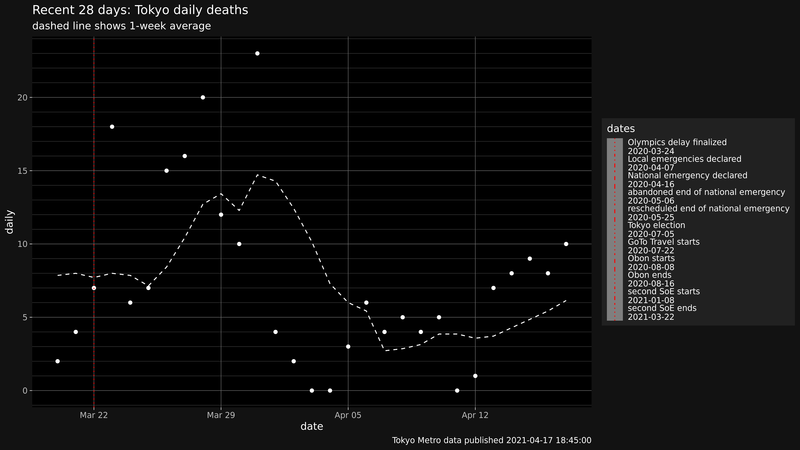 Recent 28 days: Tokyo daily deaths
dashed line shows 1-week average
20
15
10
5
0
daily
Mar 22
Mar 29
Apr 05
Apr 12
date
Tokyo Metro data published 2021-04-17 18:45:00
dates
Olympics delay finalized
2020-03-24
Local emergencies declared
2020-04-07
National emergency declared
2020-04-16
abandoned end of national emergency
2020-05-06
rescheduled end of national emergency
2020-05-25
Tokyo election
2020-07-05
GoTo Travel starts
2020-07-22
Obon starts
2020-08-08
Obon ends
2020-08-16
second SoE starts
2021-01-08
second SoE ends
2021-03-22